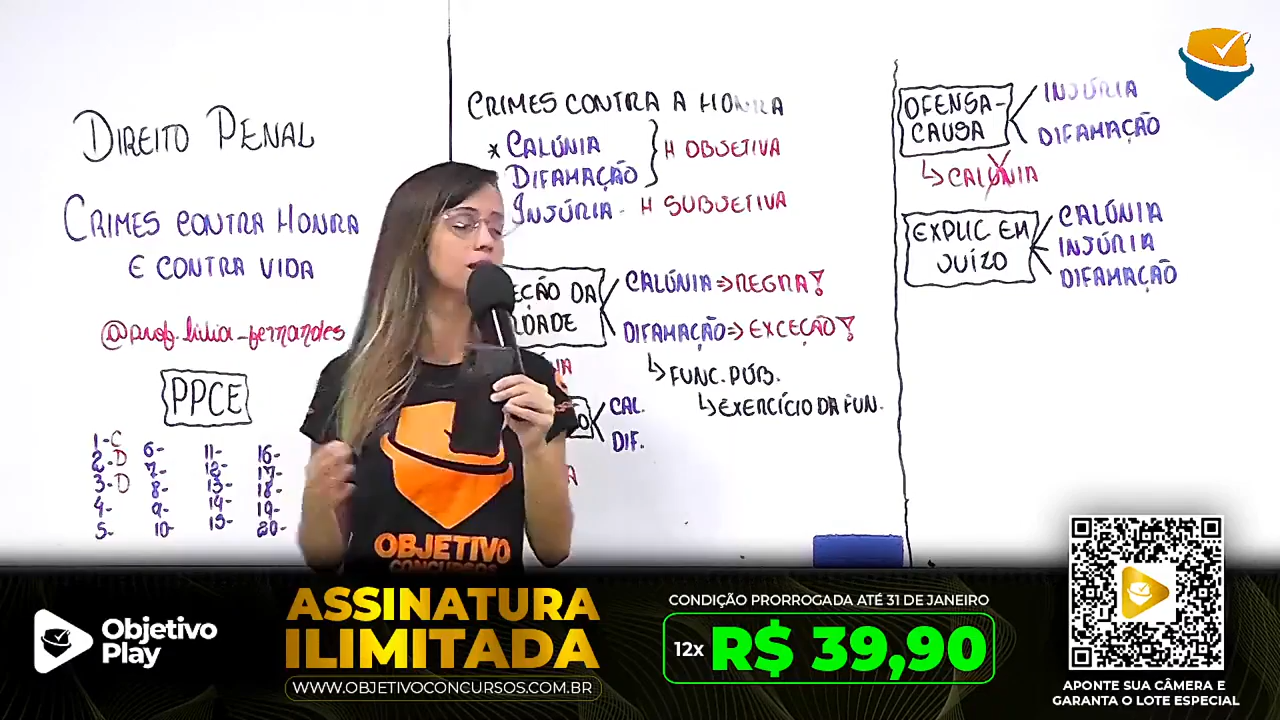 DIREITO PENAL
CRIMES CONTRA HONRA
E CONTRA VIDA
@prof.lilia_fernandes
PPCE
1-C 6- 11- 16-
2-D 7- 12- 17-
3-D 8- 13- 18-
4- 9- 14- 19-
5- 10- 15- 20-
CRIMES CONTRA A HONRA
* CALÚNIA
DIFAMAÇÃO
H OBJETIVA
INJÚRIA - H SUBJETIVA
EÇÃO DA
DADE
CALÚNIA => REGRA!
DIFAMAÇÃO => EXCEÇÃO!
FUNC. PÚB.
EXERCÍCIO DA FUN.
CAL.
DIF.
OFENSA-
CAUSA
INJÚRIA
DIFAMAÇÃO
CALÚNIA
EXPLIC EM
JUÍZO
CALÚNIA
INJÚRIA
DIFAMAÇÃO
OBJETIVO
CONCURSOS
Objetivo
Play
ASSINATURA
ILIMITADA
WWW.OBJETIVOCONCURSOS.COM.BR
CONDIÇÃO PRORROGADA ATÉ 31 DE JANEIRO
12x R$ 39,90
APONTE SUA CÂMERA E
GARANTA O LOTE ESPECIAL